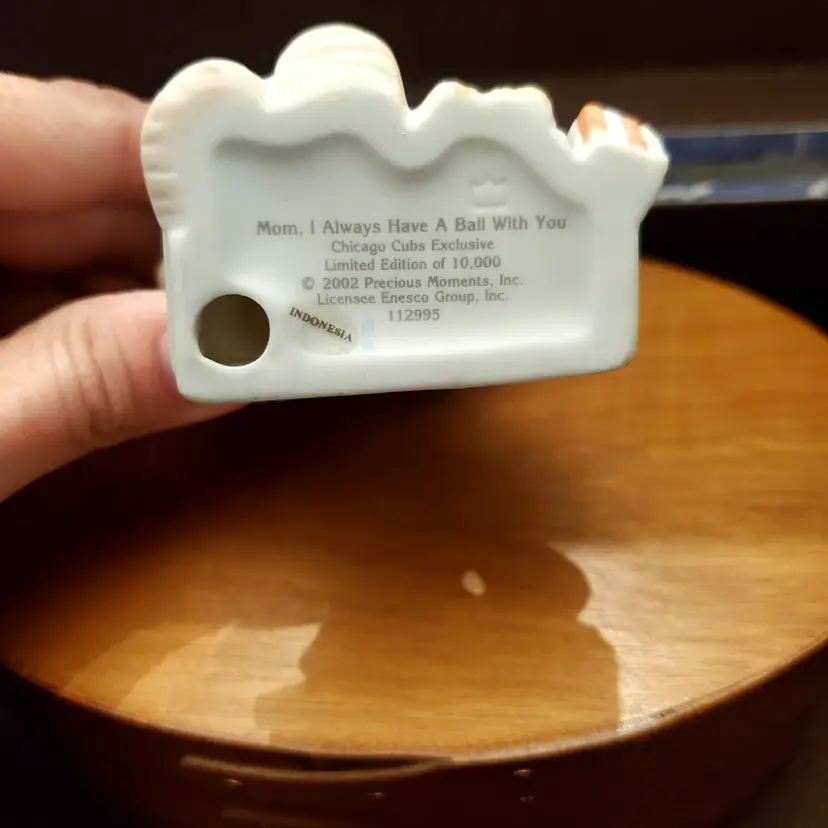 Mom, I Always Have A Ball With You
Chicago Cubs Exclusive
Limited Edition of 10,000
© 2002 Precious Moments, Inc.
Licensee Enesco Group, Inc.
112995
INDONESIA